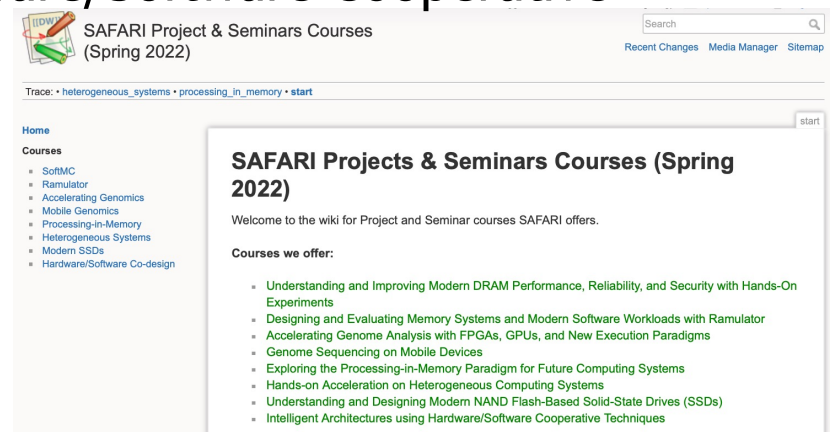 SAFARI Project & Seminars Courses
(Spring 2022)
Search
Recent Changes Media Manager Sitemap
Trace: • heterogeneous_systems • processing_in_memory • start
start
Home
Courses
SoftMC
Ramulator
Accelerating Genomics
Mobile Genomics
Processing-in-Memory
Heterogeneous Systems
Modern SSDs
Hardware/Software Co-design
SAFARI Projects & Seminars Courses (Spring
2022)
Welcome to the wiki for Project and Seminar courses SAFARI offers.
Courses we offer:
Understanding and Improving Modern DRAM Performance, Reliability, and Security with Hands-On
Experiments
Designing and Evaluating Memory Systems and Modern Software Workloads with Ramulator
Accelerating Genome Analysis with FPGAs, GPUs, and New Execution Paradigms
Genome Sequencing on Mobile Devices
Exploring the Processing-in-Memory Paradigm for Future Computing Systems
Hands-on Acceleration on Heterogeneous Computing Systems
Understanding and Designing Modern NAND Flash-Based Solid-State Drives (SSDs)
Intelligent Architectures using Hardware/Software Cooperative Techniques